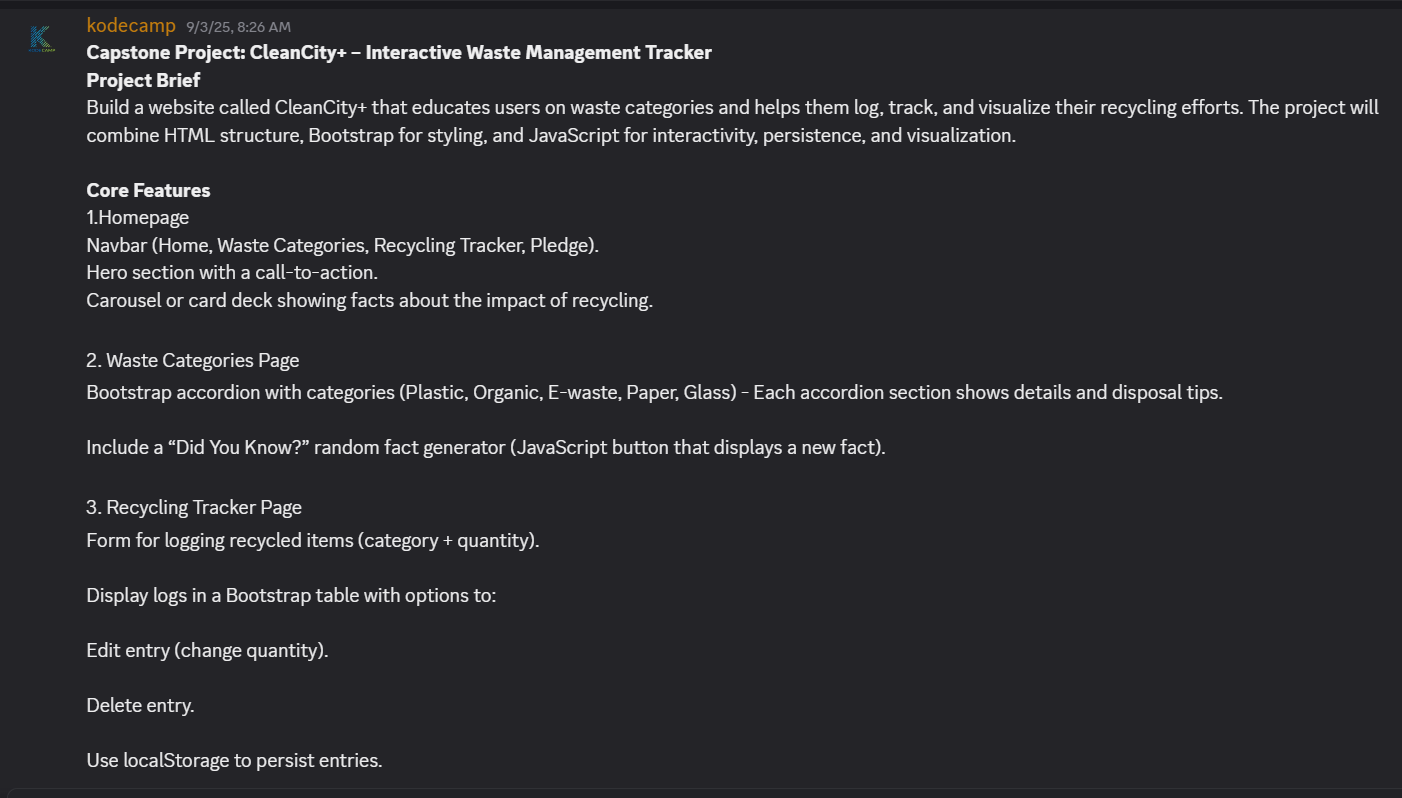 kodecamp 9/3/25, 8:26 AM
Capstone Project: CleanCity+ – Interactive Waste Management Tracker
Project Brief
Build a website called CleanCity+ that educates users on waste categories and helps them log, track, and visualize their recycling efforts. The project will
combine HTML structure, Bootstrap for styling, and JavaScript for interactivity, persistence, and visualization.
Core Features
1.Homepage
Navbar (Home, Waste Categories, Recycling Tracker, Pledge).
Hero section with a call-to-action.
Carousel or card deck showing facts about the impact of recycling.
2. Waste Categories Page
Bootstrap accordion with categories (Plastic, Organic, E-waste, Paper, Glass) - Each accordion section shows details and disposal tips.
Include a “Did You Know?” random fact generator (JavaScript button that displays a new fact).
3. Recycling Tracker Page
Form for logging recycled items (category + quantity).
Display logs in a Bootstrap table with options to:
Edit entry (change quantity).
Delete entry.
Use localStorage to persist entries.